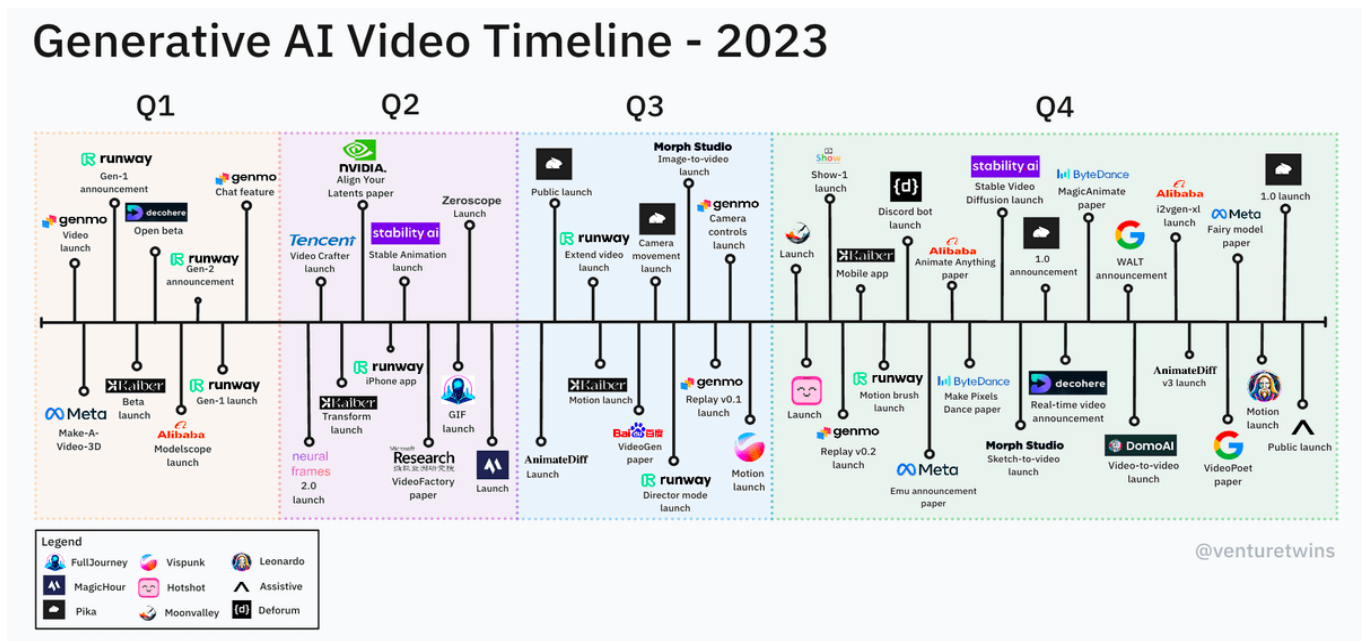 Generative AI Video Timeline - 2023
Q1
Q2
Q3
Q4
runway
Gen-1
announcement
genmo
Chat feature
genmo
Video
launch
decohere
Open beta
runway
Gen-2
announcement
Meta
Make-A-
Video-3D
Kaiber
Beta
launch
Alibaba
Modelscope
launch
runway
Gen-1 launch
NVIDIA.
Align Your
Latents paper
Zeroscope
Launch
Tencent
Video Crafter
launch
stability ai
Stable Animation
launch
neural
frames
2.0
launch
Kaiber
Transform
launch
runway
iPhone app
Microsoft
Research
VideoFactory
paper
GIF
launch
Launch
Public launch
Morph Studio
Image-to-video
launch
runway
Extend video
launch
Camera
movement
launch
genmo
Camera
controls
launch
AnimateDiff
Launch
Kaiber
Motion launch
Bai百度
VideoGen
paper
runway
Director mode
launch
genmo
Replay v0.1
launch
Motion
launch
Launch
Show
Show-1
launch
Kaiber
Mobile app
{d}
Discord bot
launch
Alibaba
Animate Anything
paper
stability ai
Stable Video
Diffusion launch
1.0
announcement
ByteDance
MagicAnimate
paper
WALT
announcement
Alibaba
i2vgen-xl
launch
Meta
Fairy model
paper
1.0 launch
Launch
genmo
Replay v0.2
launch
runway
Motion brush
launch
Meta
Emu announcement
paper
ByteDance
Make Pixels
Dance paper
Morph Studio
Sketch-to-video
launch
decohere
Real-time video
announcement
DomoAI
Video-to-video
launch
AnimateDiff
v3 launch
VideoPoet
paper
Motion
launch
Public launch
Legend
FullJourney
Vispunk
Leonardo
MagicHour
Hotshot
Assistive
Pika
Moonvalley
{d} Deforum
@venturetwins